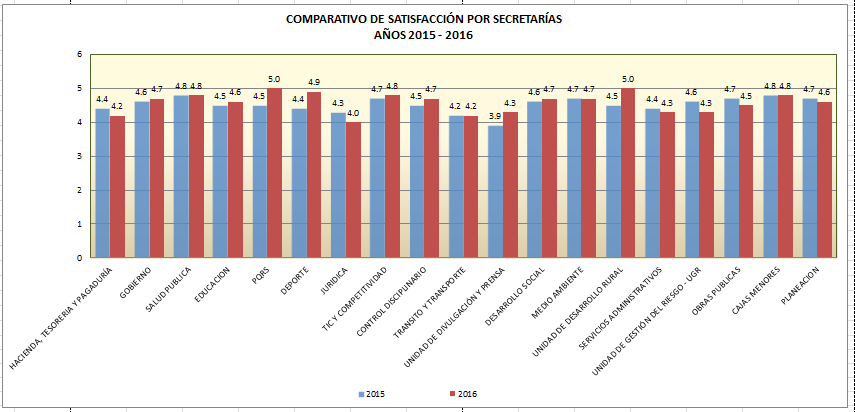 COMPARATIVO DE SATISFACCIÓN POR SECRETARÍAS
AÑOS 2015 - 2016
6
5
4
3
2
1
0
4.4 4.2
4.6 4.7
4.8 4.8
4.5 4.6
4.5 5.0
4.4 4.9
4.3 4.0
4.7 4.8
4.5 4.7
4.2 4.2
3.9 4.3
4.6 4.7
4.7 4.7
4.5 5.0
4.4 4.3
4.6 4.3
4.7 4.5
4.8 4.8
4.7 4.6
HACIENDA, TESORERIA Y PAGADURÍA
GOBIERNO
SALUD PUBLICA
EDUCACION
PQRS
DEPORTE
JURIDICA
TIC Y COMPETITIVIDAD
CONTROL DISCIPLINARIO
TRANSITO Y TRANSPORTE
UNIDAD DE DIVULGACIÓN Y PRENSA
DESARROLLO SOCIAL
MEDIO AMBIENTE
UNIDAD DE DESARROLLO RURAL
SERVICIOS ADMINISTRATIVOS
UNIDAD DE GESTIÓN DEL RIESGO - UGR
OBRAS PUBLICAS
CAJAS MENORES
PLANEACION
2015 2016